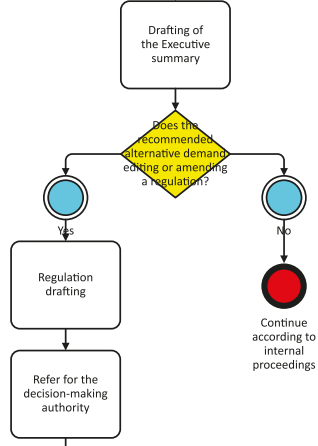 Drafting of
the Executive
summary
Does the
recommended
alternative demand
editing or amending
a regulation?
Yes
No
Regulation
drafting
Continue
according to
internal
proceedings
Refer for the
decision-making
authority